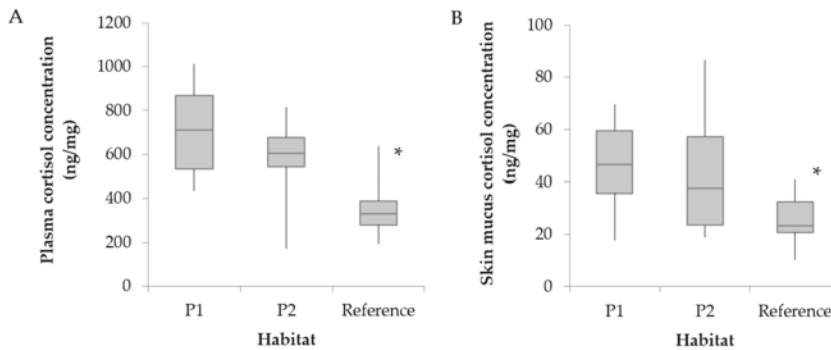 A
Plasma cortisol concentration
(ng/mg)
1200
1000
800
600
400
200
0
*
P1 P2 Reference
Habitat
B
Skin mucus cortisol concentration
(ng/mg)
100
80
60
40
20
0
*
P1 P2 Reference
Habitat